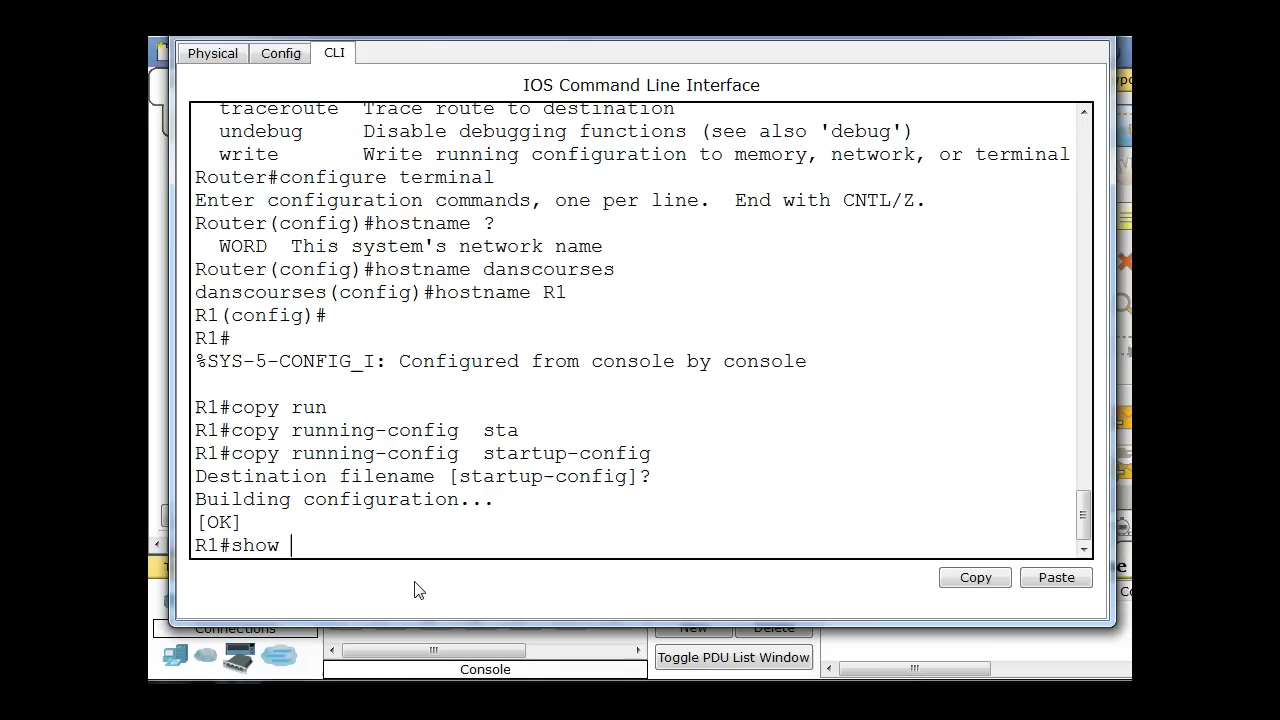 Physical
Config
CLI
IOS Command Line Interface
traceroute  Trace route to destination
undebug     Disable debugging functions (see also 'debug')
write       Write running configuration to memory, network, or terminal
Router#configure terminal
Enter configuration commands, one per line.  End with CNTL/Z.
Router(config)#hostname ?
WORD  This system's network name
Router(config)#hostname danscourses
danscourses(config)#hostname R1
R1(config)#
R1#
%SYS-5-CONFIG_I: Configured from console by console
R1#copy run
R1#copy running-config  sta
R1#copy running-config  startup-config
Destination filename [startup-config]?
Building configuration...
[OK]
R1#show
Copy
Paste
Connections
New
Delete
Toggle PDU List Window
Console